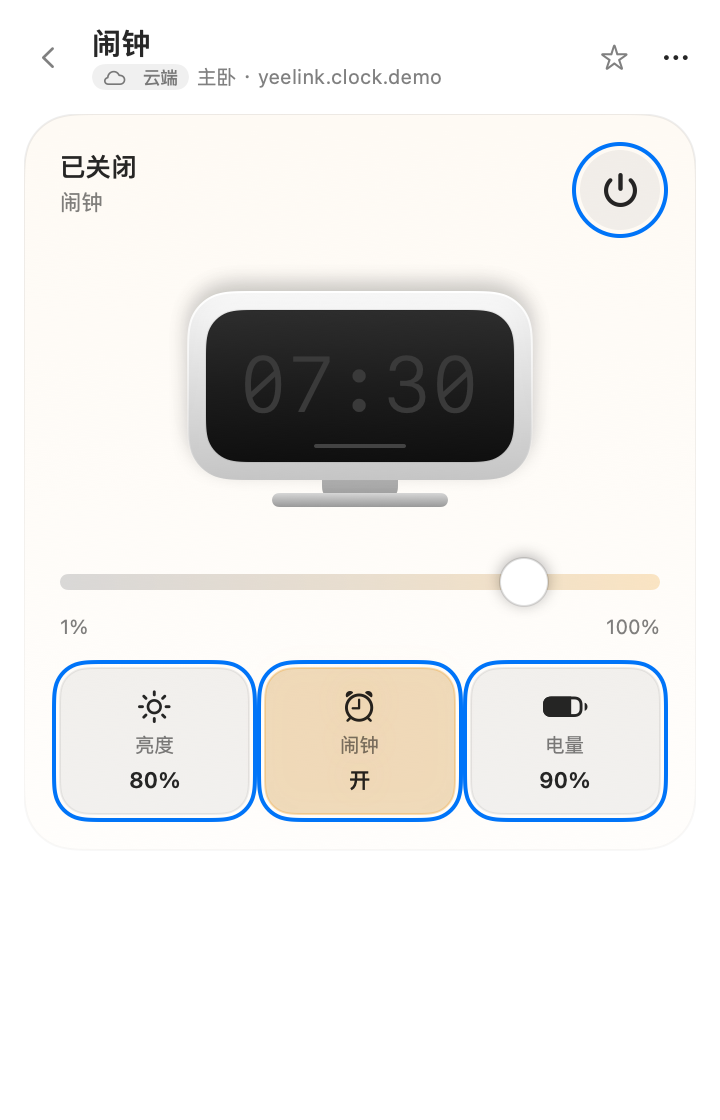 闹钟
云端 主卧 · yeelink.clock.demo
已关闭
闹钟
07:30
1% 100%
亮度 闹钟 电量
80% 开 90%